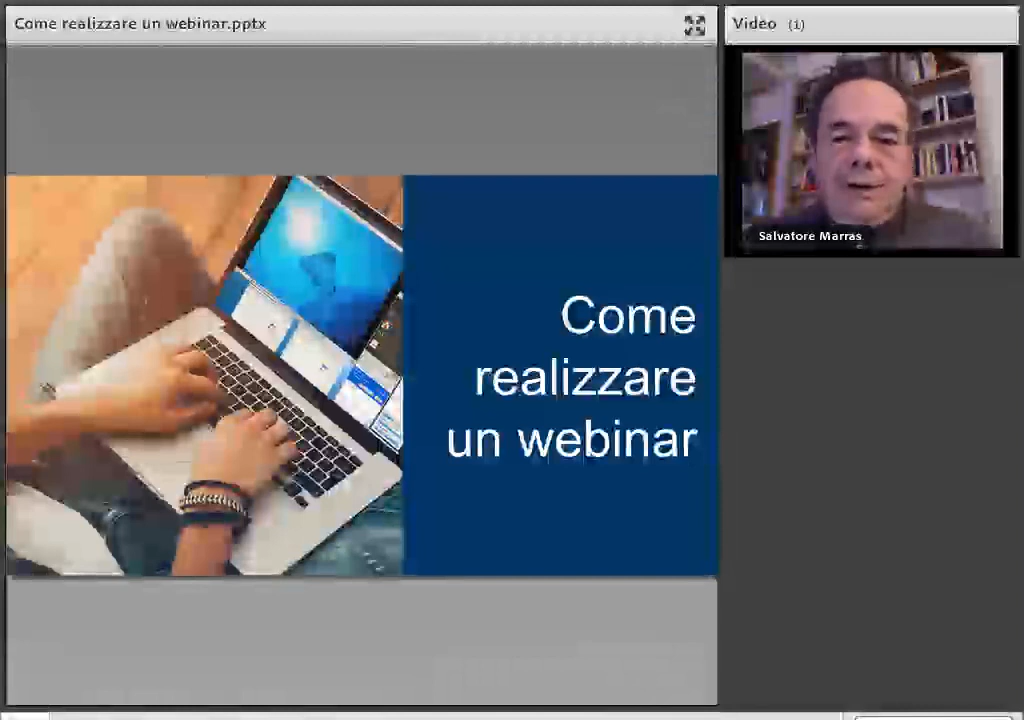 Come realizzare un webinar.pptx
Video (1)
Salvatore Marras
Come
realizzare
un webinar